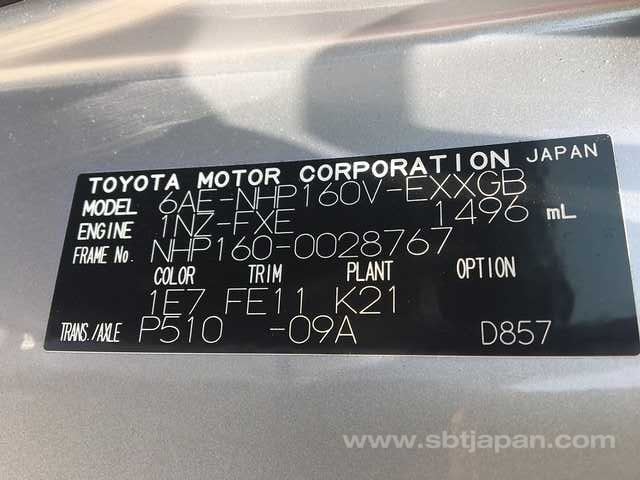 TOYOTA MOTOR CORPORATION JAPAN
MODEL 6AE-NHP160V-EXXGB
ENGINE 1NZ-FXE 1496 mL
FRAME No. NHP160-0028767
COLOR TRIM PLANT OPTION
1E7 FE11 K21
TRANS./AXLE P510 -09A D857
www.sbtjapan.com